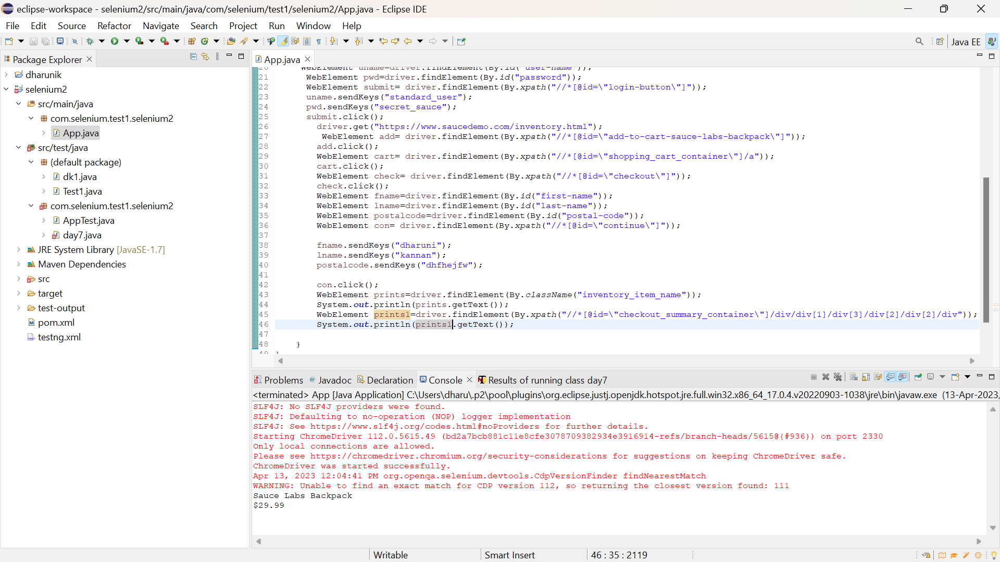 eclipse-workspace - selenium2/src/main/java/com/selenium/test1/selenium2/App.java - Eclipse IDE
File Edit Source Refactor Navigate Search Project Run Window Help
Java EE
Package Explorer
dharunik
selenium2
src/main/java
com.selenium.test1.selenium2
App.java
src/test/java
(default package)
dk1.java
Test1.java
com.selenium.test1.selenium2
AppTest.java
day7.java
JRE System Library [JavaSE-1.7]
Maven Dependencies
src
target
test-output
pom.xml
testng.xml
App.java
20 WebElement uname=driver.findElement(By.id("user-name"));
21 WebElement pwd=driver.findElement(By.id("password"));
22 WebElement submit= driver.findElement(By.xpath("//*[@id=\"login-button\"]"));
23 uname.sendKeys("standard_user");
24 pwd.sendKeys("secret_sauce");
25 submit.click();
26 driver.get("https://www.saucedemo.com/inventory.html");
27 WebElement add= driver.findElement(By.xpath("//*[@id=\"add-to-cart-sauce-labs-backpack\"]"));
28 add.click();
29 WebElement cart= driver.findElement(By.xpath("//*[@id=\"shopping_cart_container\"]/a"));
30 cart.click();
31 WebElement check= driver.findElement(By.xpath("//*[@id=\"checkout\"]"));
32 check.click();
33 WebElement fname=driver.findElement(By.id("first-name"));
34 WebElement lname=driver.findElement(By.id("last-name"));
35 WebElement postalcode=driver.findElement(By.id("postal-code"));
36 WebElement con= driver.findElement(By.xpath("//*[@id=\"continue\"]"));
37
38 fname.sendKeys("dharuni");
39 lname.sendKeys("kannan");
40 postalcode.sendKeys("dhfhejfw");
41
42 con.click();
43 WebElement prints=driver.findElement(By.className("inventory_item_name"));
44 System.out.println(prints.getText());
45 WebElement prints1=driver.findElement(By.xpath("//*[@id=\"checkout_summary_container\"]/div/div[1]/div[3]/div[2]/div[2]/div"));
46 System.out.println(prints1.getText());
47
48 }
49 }
Problems Javadoc Declaration Console Results of running class day7
<terminated> App [Java Application] C:\Users\dharu\.p2\pool\plugins\org.eclipse.justj.openjdk.hotspot.jre.full.win32.x86_64_17.0.4.v20220903-1038\jre\bin\javaw.exe (13-Apr-2023,
SLF4J: No SLF4J providers were found.
SLF4J: Defaulting to no-operation (NOP) logger implementation
SLF4J: See https://www.slf4j.org/codes.html#noProviders for further details.
Starting ChromeDriver 112.0.5615.49 (bd2a7bcb881c11e8cfe3078709382934e3916914-refs/branch-heads/5615@{#936}) on port 2330
Only local connections are allowed.
Please see https://chromedriver.chromium.org/security-considerations for suggestions on keeping ChromeDriver safe.
ChromeDriver was started successfully.
Apr 13, 2023 12:04:41 PM org.openqa.selenium.devtools.CdpVersionFinder findNearestMatch
WARNING: Unable to find an exact match for CDP version 112, so returning the closest version found: 111
Sauce Labs Backpack
$29.99
Writable Smart Insert 46 : 35 : 2119